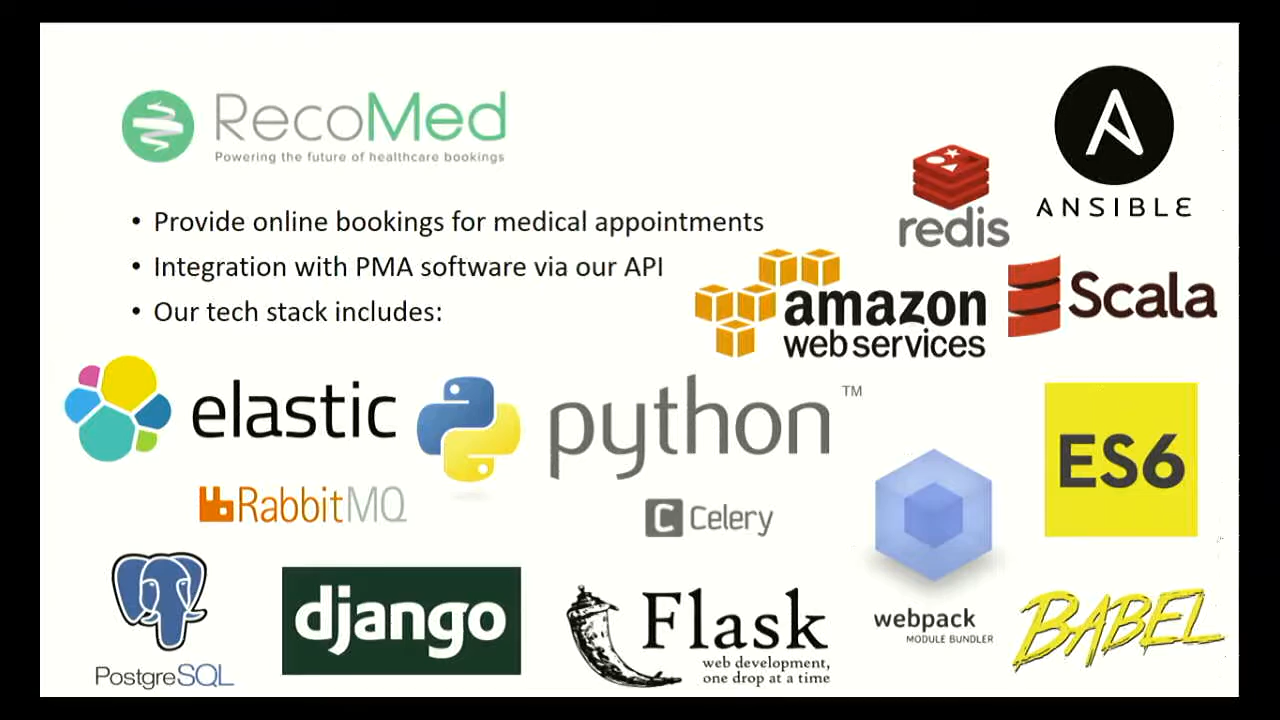 RecoMed
Powering the future of healthcare bookings
ANSIBLE
redis
• Provide online bookings for medical appointments
• Integration with PMA software via our API
• Our tech stack includes:
amazon
web services
Scala
elastic
python TM
ES6
RabbitMQ
Celery
PostgreSQL
django
Flask
web development,
one drop at a time
webpack
MODULE BUNDLER
BABEL